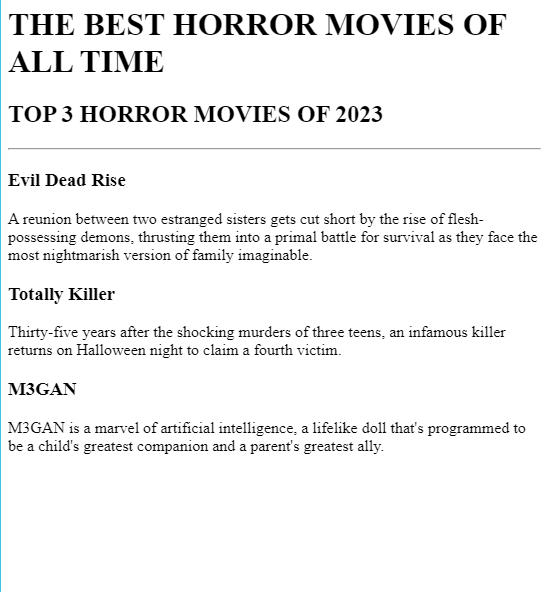 THE BEST HORROR MOVIES OF
ALL TIME
TOP 3 HORROR MOVIES OF 2023
Evil Dead Rise
A reunion between two estranged sisters gets cut short by the rise of flesh-
possessing demons, thrusting them into a primal battle for survival as they face the
most nightmarish version of family imaginable.
Totally Killer
Thirty-five years after the shocking murders of three teens, an infamous killer
returns on Halloween night to claim a fourth victim.
M3GAN
M3GAN is a marvel of artificial intelligence, a lifelike doll that's programmed to
be a child's greatest companion and a parent's greatest ally.